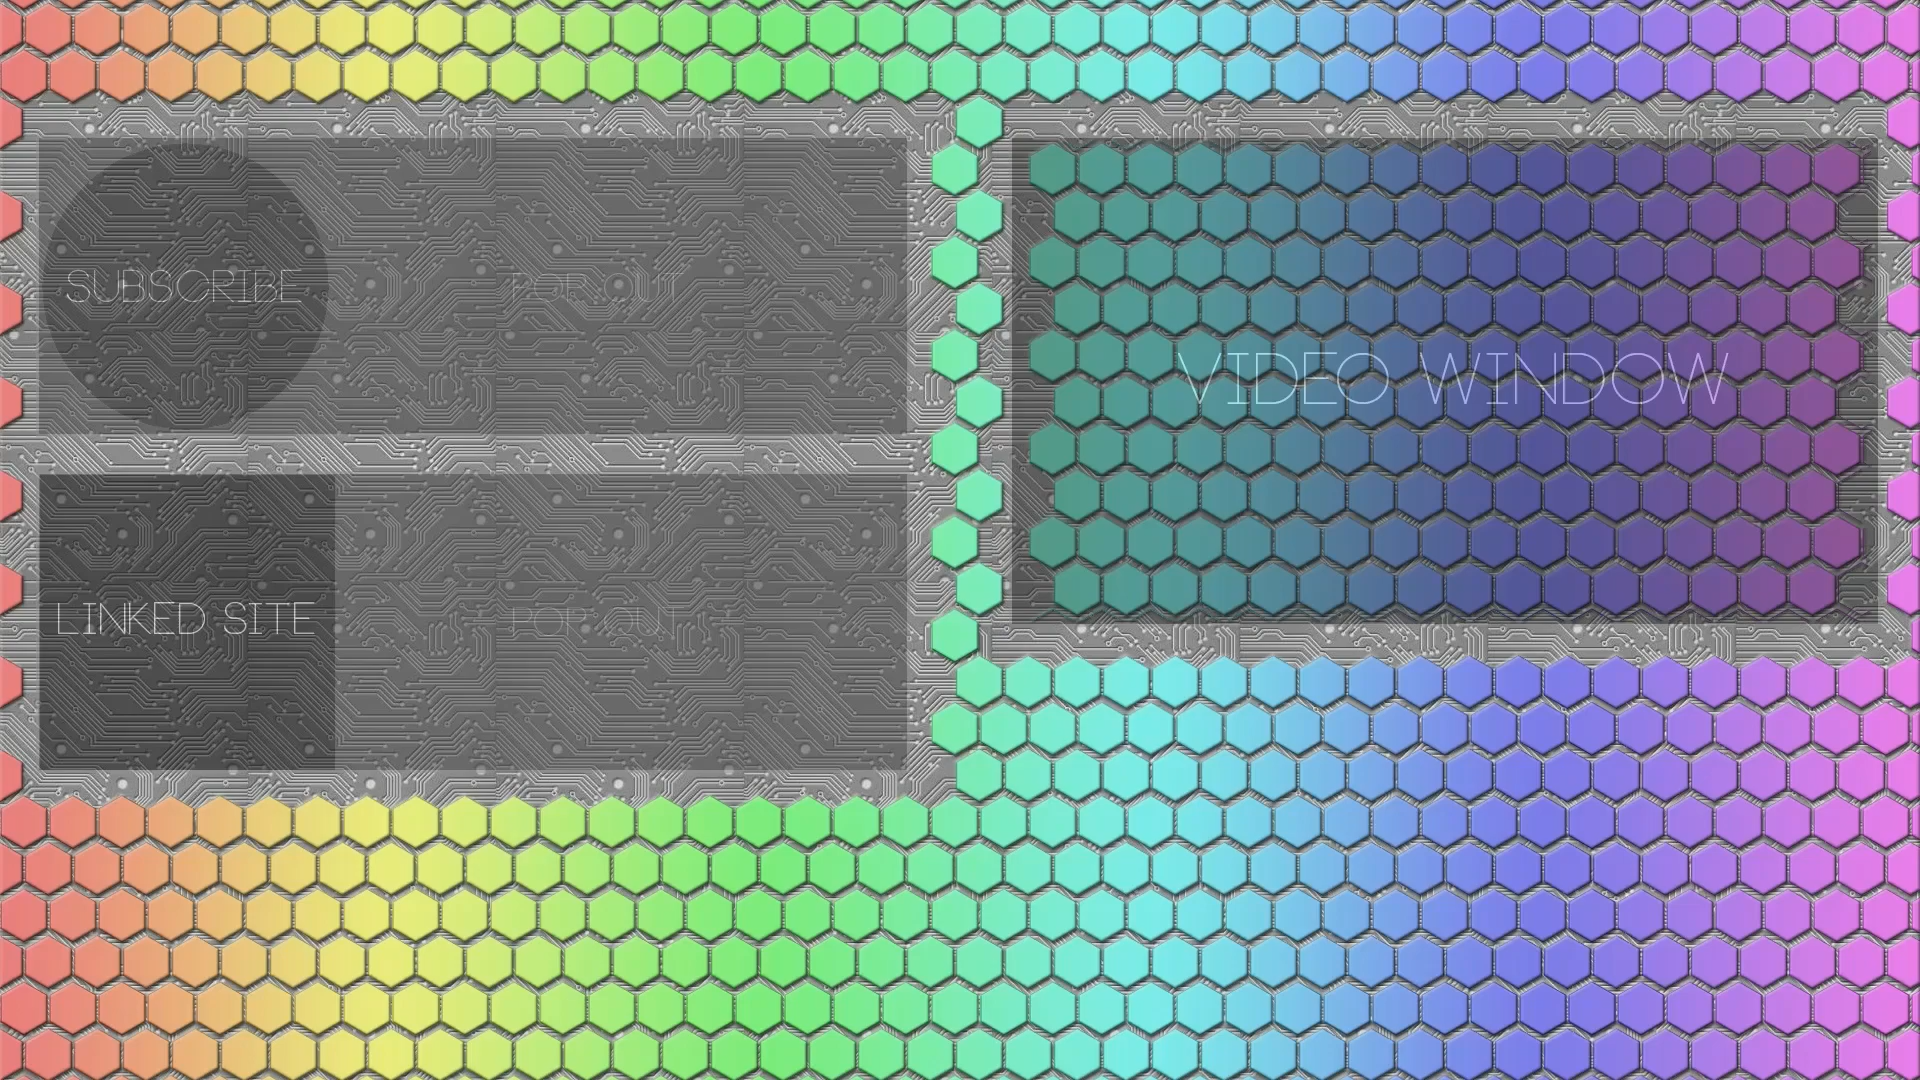 SUBSCRIBE
POP OUT
VIDEO WINDOW
LINKED SITE
POP OUT